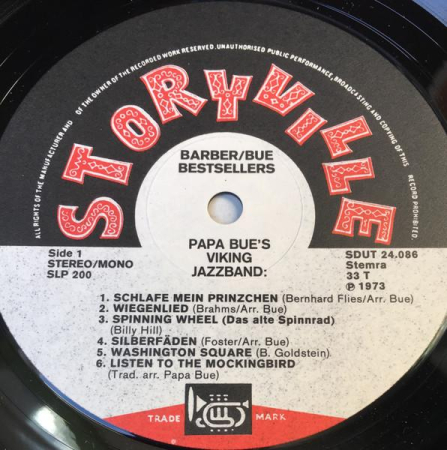 ALL RIGHTS OF THE MANUFACTURER AND OF THE OWNER OF THE RECORDED WORK RESERVED. UNAUTHORISED PUBLIC PERFORMANCE, BROADCASTING AND COPYING OF THIS RECORD PROHIBITED
STORYVILLE
BARBER/BUE
BESTSELLERS
PAPA BUE'S
VIKING
JAZZBAND:
Side 1
STEREO/MONO
SLP 200
SDUT 24.086
Stemra
33 T
℗ 1973
1. SCHLAFE MEIN PRINZCHEN (Bernhard Flies/Arr. Bue)
2. WIEGENLIED (Brahms/Arr. Bue)
3. SPINNING WHEEL (Das alte Spinnrad)
(Billy Hill)
4. SILBERFÄDEN (Foster/Arr. Bue)
5. WASHINGTON SQUARE (B. Goldstein)
6. LISTEN TO THE MOCKINGBIRD
(Trad. arr. Papa Bue)
TRADE MARK